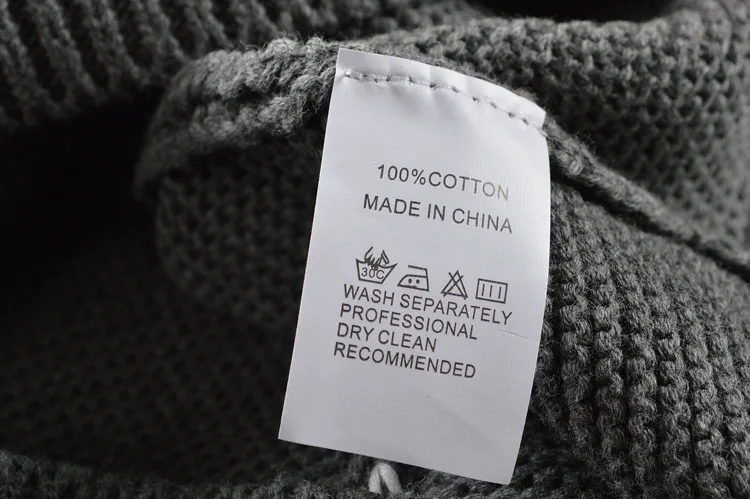 100%COTTON
MADE IN CHINA
30C
WASH SEPARATELY
PROFESSIONAL
DRY CLEAN
RECOMMENDED